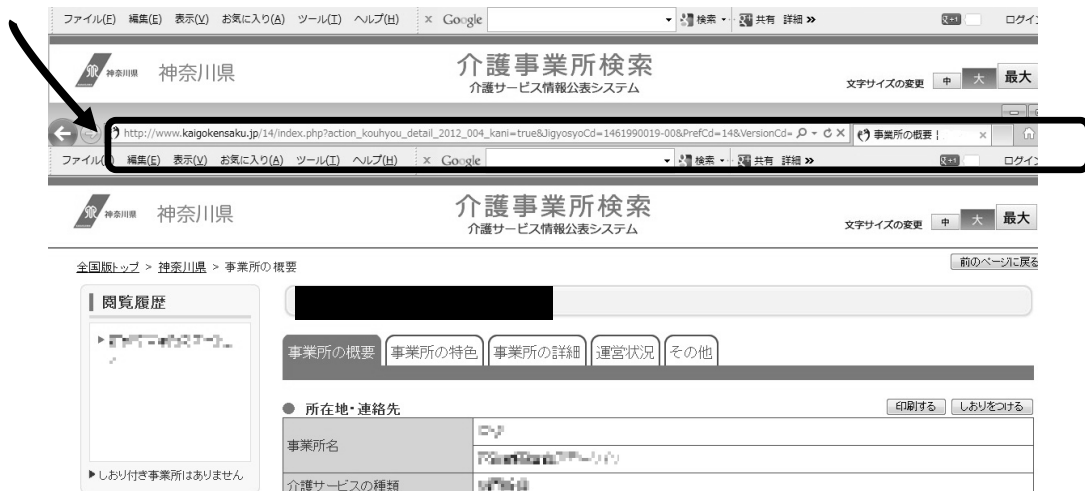 ファイル(F) 編集(E) 表示(V) お気に入り(A) ツール(T) ヘルプ(H) x Google 検索 共有 詳細 ログイン
神奈川県 神奈川県 介護事業所検索
介護サービス情報公表システム 文字サイズの変更 中 大 最大
http://www.kaigokensaku.jp/14/index.php?action_kouhyou_detail_2012_004_kani=true&JigyosyoCd=1461990019-00&PrefCd=14&VersionCd= 事業所の概要 |
ファイル 編集(E) 表示(V) お気に入り(A) ツール(T) ヘルプ(H) x Google 検索 共有 詳細 ログイン
神奈川県 神奈川県 介護事業所検索
介護サービス情報公表システム 文字サイズの変更 中 大 最大
全国版トップ > 神奈川県 > 事業所の概要 前のページに戻る
閲覧履歴
事業所の概要 事業所の特色 事業所の詳細 運営状況 その他
● 所在地・連絡先 印刷する しおりをつける
事業所名
▶しおり付き事業所はありません
介護サービスの種類